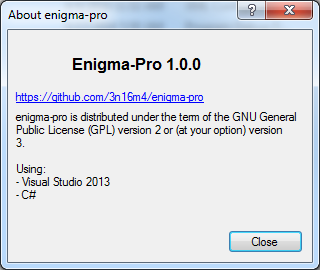 About enigma-pro
Enigma-Pro 1.0.0
https://github.com/3n16m4/enigma-pro
enigma-pro is distributed under the term of the GNU General
Public License (GPL) version 2 or (at your option) version
3.
Using:
- Visual Studio 2013
- C#
Close